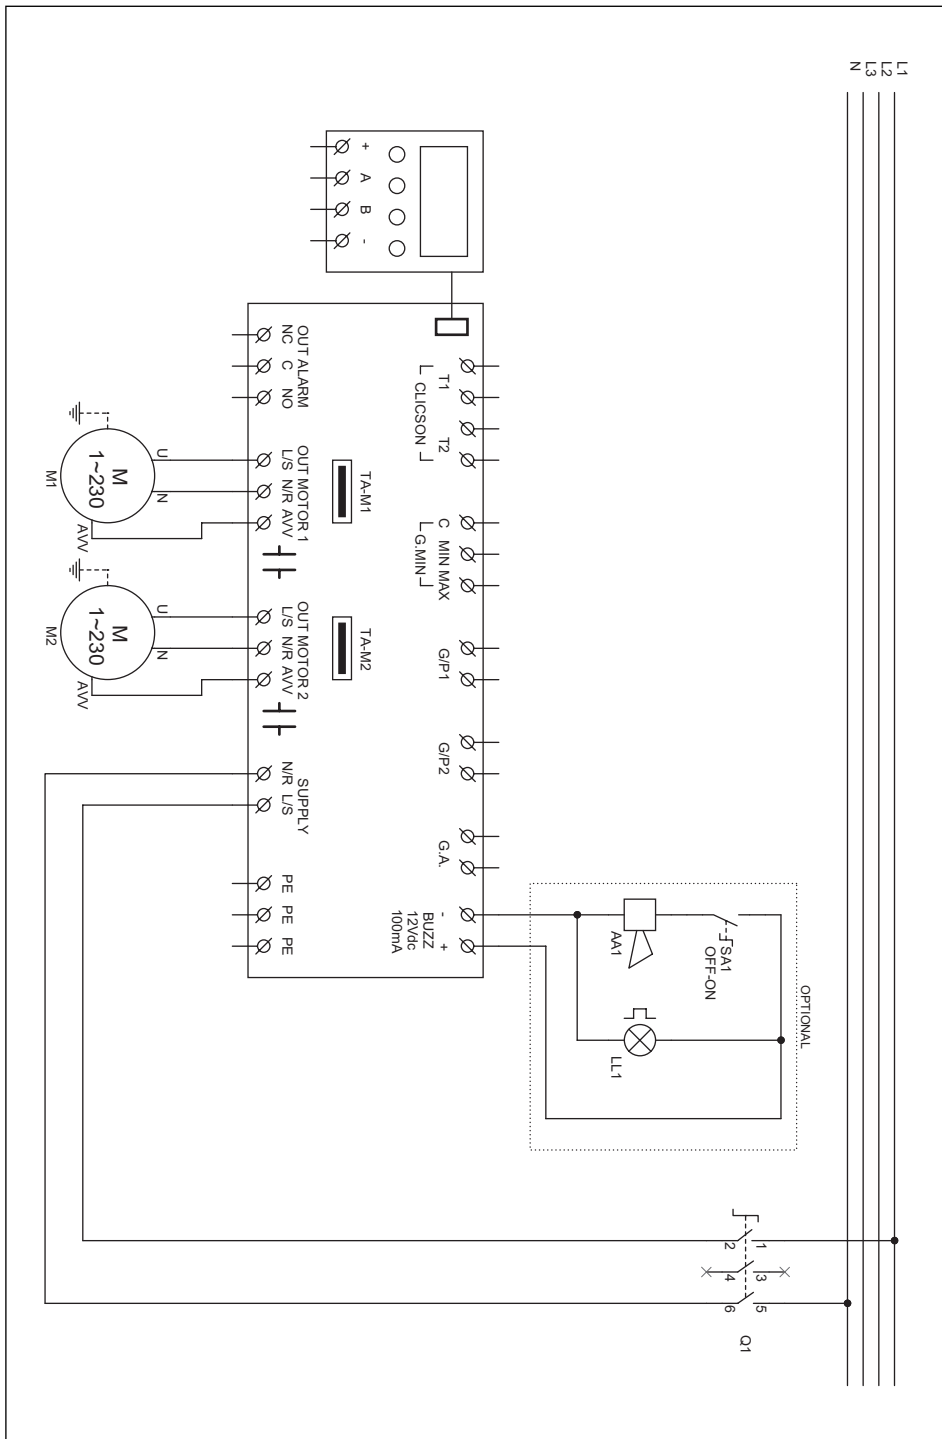 L1
L2
L3
N
+
A
B
-
OUT ALARM
NC
C
NO
T1
T2
CLICSON
C
MIN
MAX
G.MIN
G/P1
G/P2
G.A.
-
+
BUZZ
12Vdc
100mA
TA-M1
TA-M2
OUT MOTOR 1
L/S
N/R
AVV
OUT MOTOR 2
L/S
N/R
AVV
SUPPLY
N/R
L/S
PE
PE
PE
U
N
M
1~230
AVV
M1
U
N
M
1~230
AVV
M2
OPTIONAL
SA1
OFF-ON
AA1
LL1
1
2
3
4
5
6
Q1